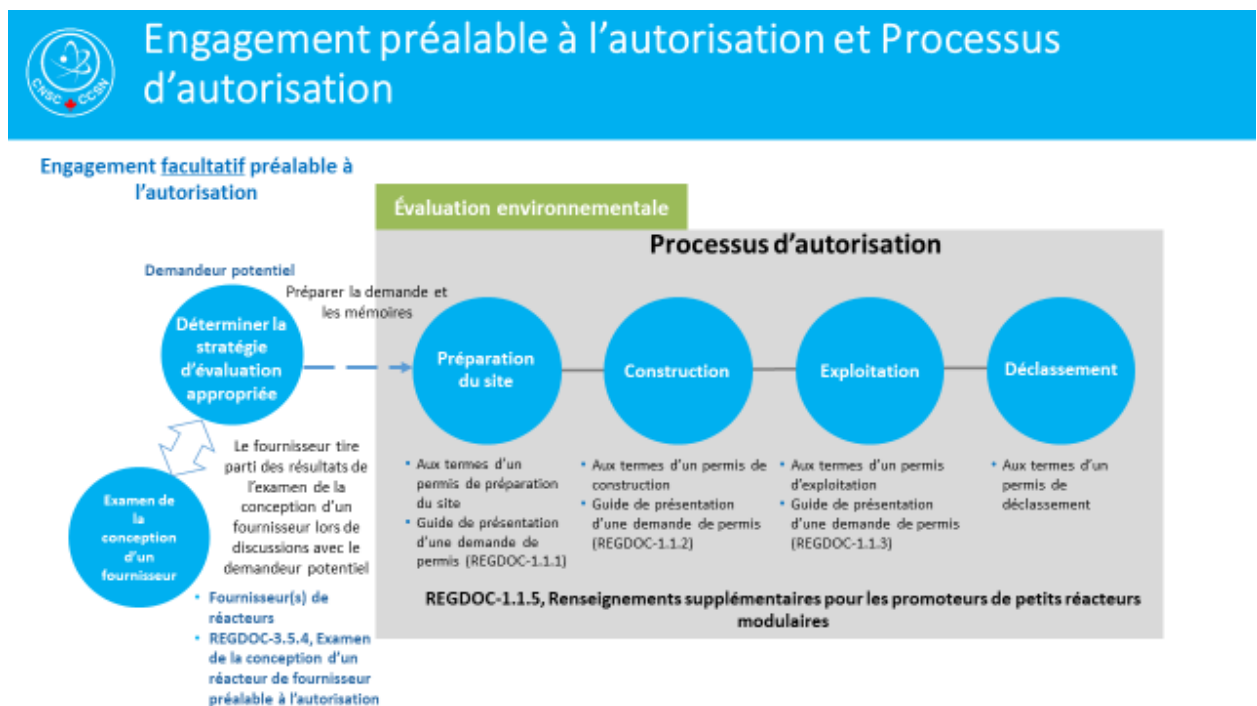 CNSC CCSN
Engagement préalable à l'autorisation et Processus
d'autorisation
Engagement facultatif préalable à
l'autorisation
Évaluation environnementale
Processus d'autorisation
Demandeur potentiel
Préparer la demande et
les mémoires
Déterminer la
stratégie
d'évaluation
appropriée
Préparation
du site
Construction
Exploitation
Déclassement
Le fournisseur tire
parti des résultats de
l'examen de la
conception d'un
fournisseur lors de
discussions avec le
demandeur potentiel
Examen de
la
conception
d'un
fournisseur
• Fournisseur(s) de
réacteurs
• REGDOC-3.5.4, Examen
de la conception d'un
réacteur de fournisseur
préalable à l'autorisation
• Aux termes d'un
permis de préparation
du site
• Guide de présentation
d'une demande de
permis (REGDOC-1.1.1)
• Aux termes d'un permis de
construction
• Guide de présentation
d'une demande de permis
(REGDOC-1.1.2)
• Aux termes d'un permis
d'exploitation
• Guide de présentation
d'une demande de permis
(REGDOC-1.1.3)
• Aux termes d'un
permis de
déclassement
REGDOC-1.1.5, Renseignements supplémentaires pour les promoteurs de petits réacteurs
modulaires